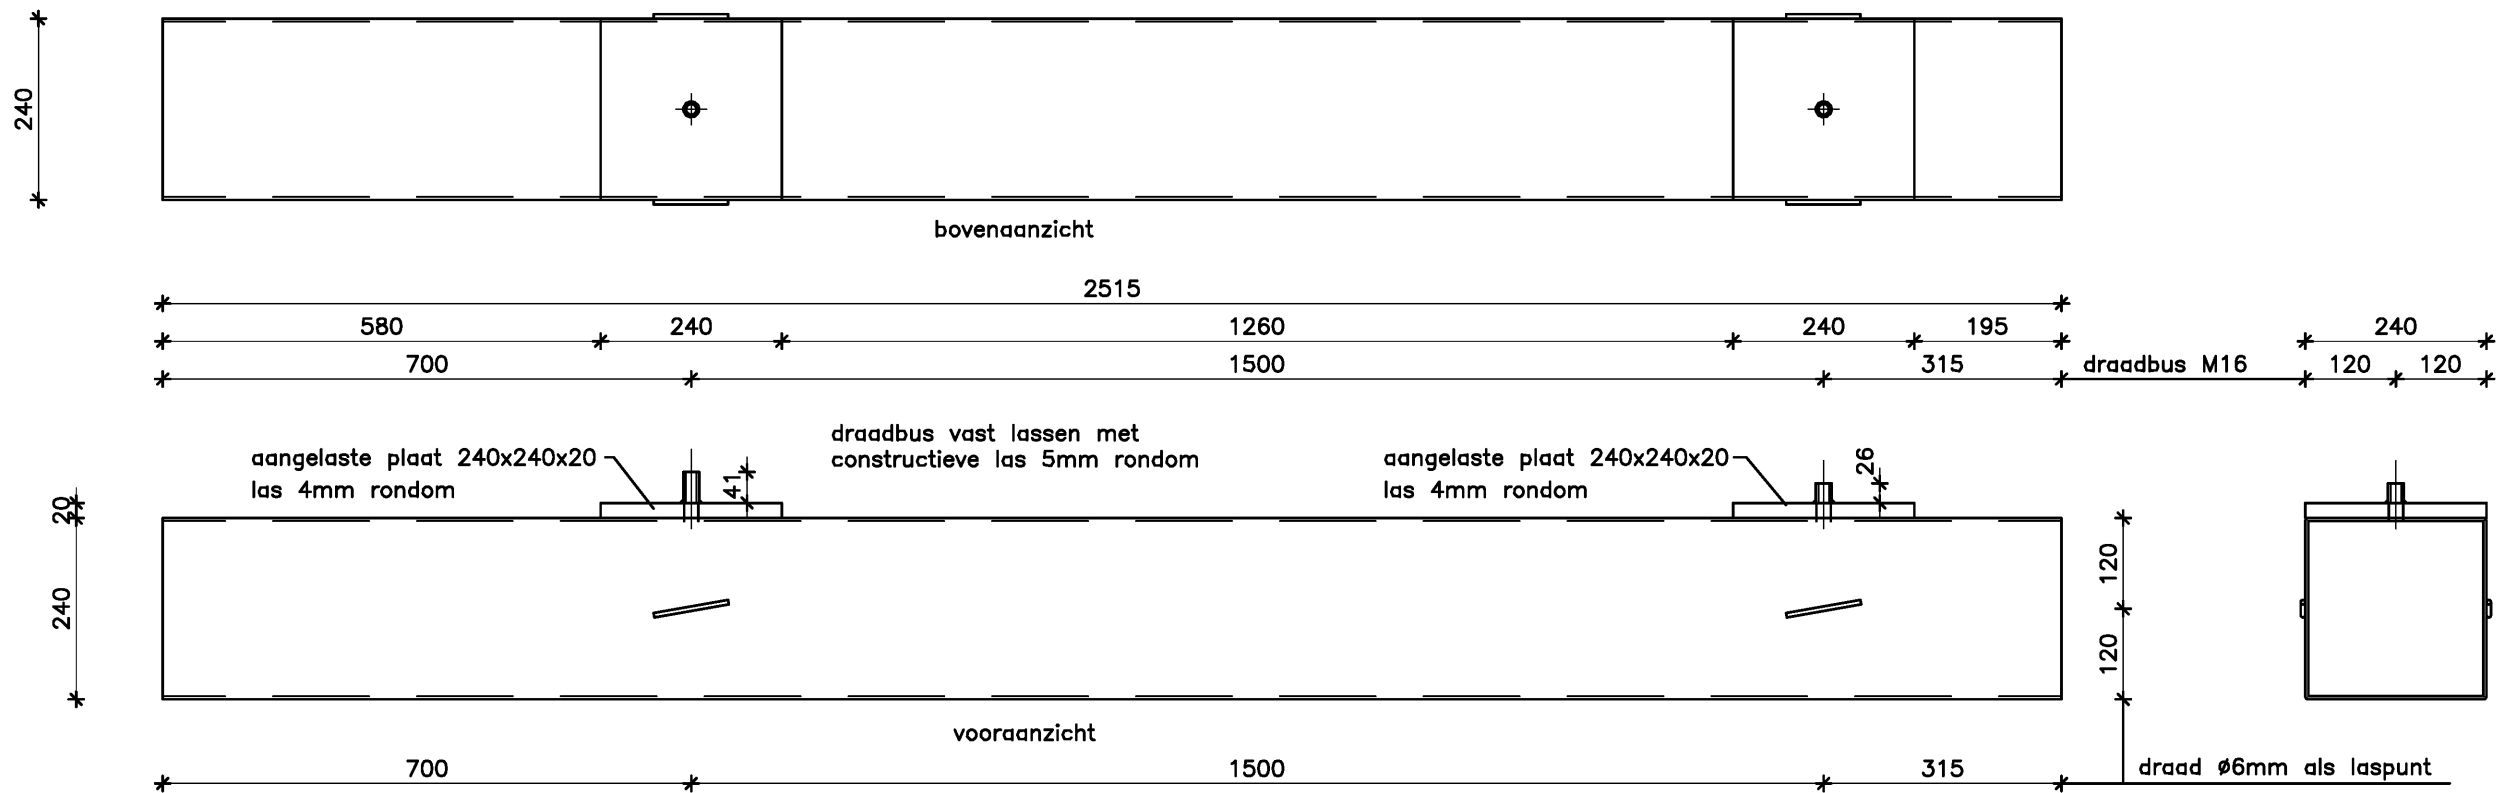 240
bovenaanzicht
2515
580 240 1260 240 195 240
700 1500 315 draadbus M16 120 120
draadbus vast lassen met
constructieve las 5mm rondom
aangelaste plaat 240x240x20
las 4mm rondom
41
aangelaste plaat 240x240x20
las 4mm rondom
26
20
240
120
120
vooraanzicht
700 1500 315 draad Ø6mm als laspunt